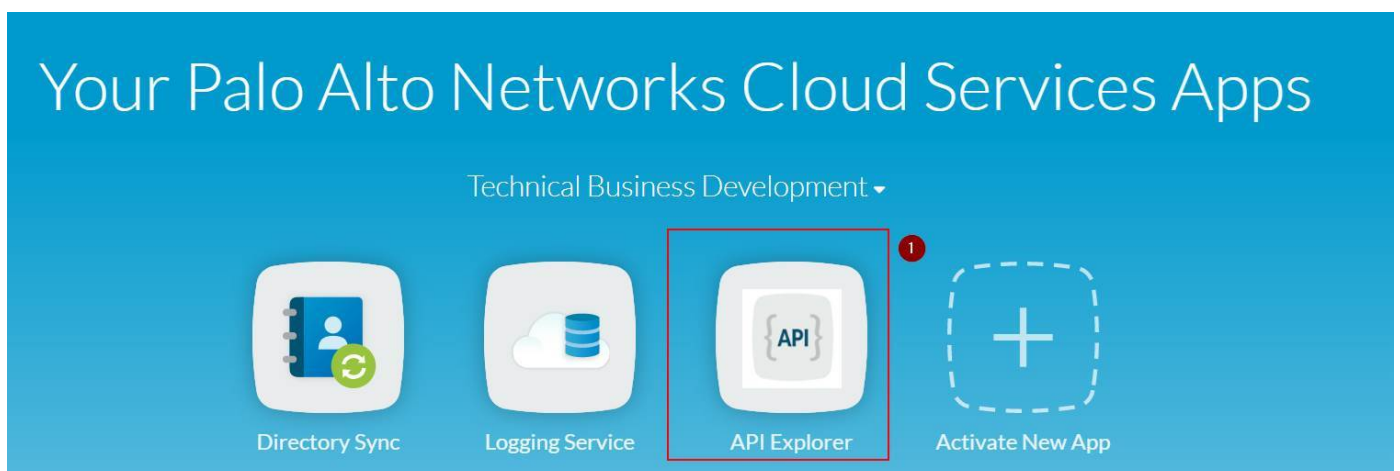 Your Palo Alto Networks Cloud Services Apps
Technical Business Development
1
{API}
Directory Sync
Logging Service
API Explorer
Activate New App